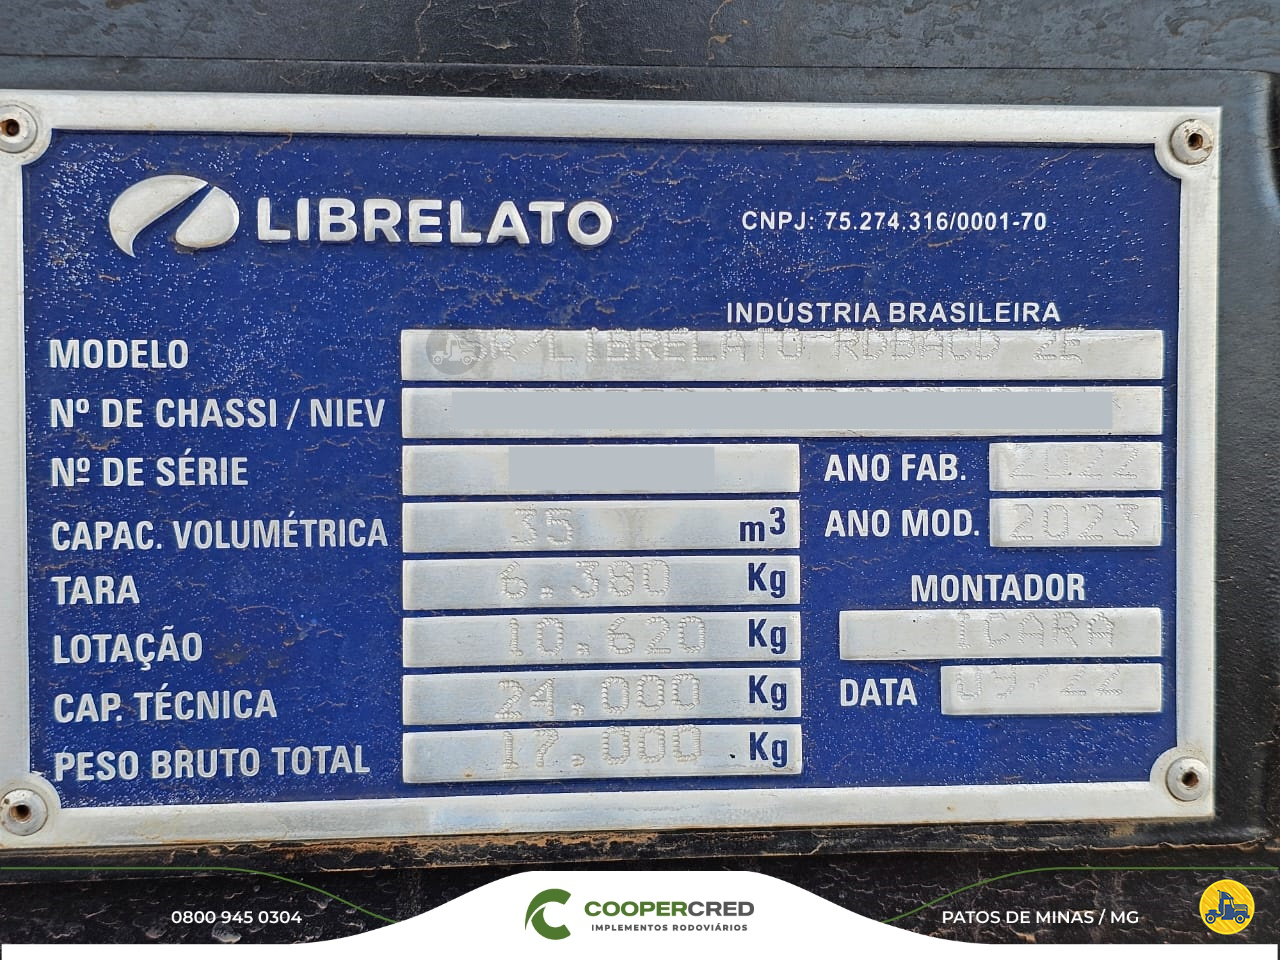 LIBRELATO
CNPJ: 75.274.316/0001-70
INDÚSTRIA BRASILEIRA
MODELO SR/LIBRELATO RDBACD 2E
Nº DE CHASSI / NIEV
Nº DE SÉRIE
ANO FAB. 2022
CAPAC. VOLUMÉTRICA 35 m³
ANO MOD. 2023
TARA 6.380 Kg
MONTADOR
LOTAÇÃO 10.620 Kg
ICARA
CAP. TÉCNICA 24.000 Kg
DATA 09/22
PESO BRUTO TOTAL 17.000 Kg
0800 945 0304
COOPERCRED
IMPLEMENTOS RODOVIÁRIOS
PATOS DE MINAS / MG